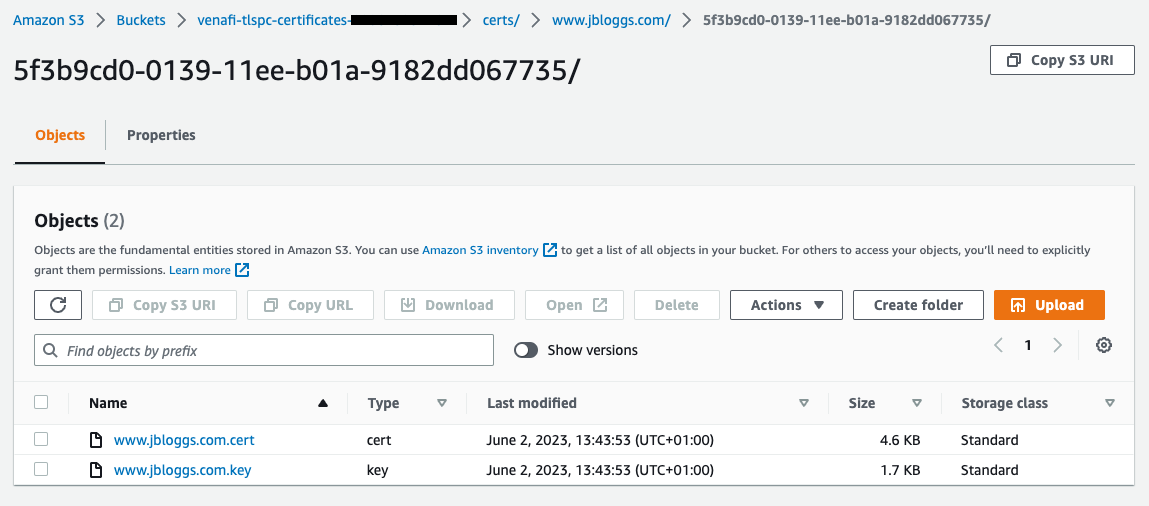 Amazon S3 > Buckets > venafi-tlspc-certificates- > certs/ > www.jbloggs.com/ > 5f3b9cd0-0139-11ee-b01a-9182dd067735/
5f3b9cd0-0139-11ee-b01a-9182dd067735/
Copy S3 URI
Objects Properties
Objects (2)
Objects are the fundamental entities stored in Amazon S3. You can use Amazon S3 inventory to get a list of all objects in your bucket. For others to access your objects, you'll need to explicitly
grant them permissions. Learn more
Copy S3 URI Copy URL Download Open Delete Actions Create folder Upload
Find objects by prefix Show versions 1
Name Type Last modified Size Storage class
www.jbloggs.com.cert cert June 2, 2023, 13:43:53 (UTC+01:00) 4.6 KB Standard
www.jbloggs.com.key key June 2, 2023, 13:43:53 (UTC+01:00) 1.7 KB Standard